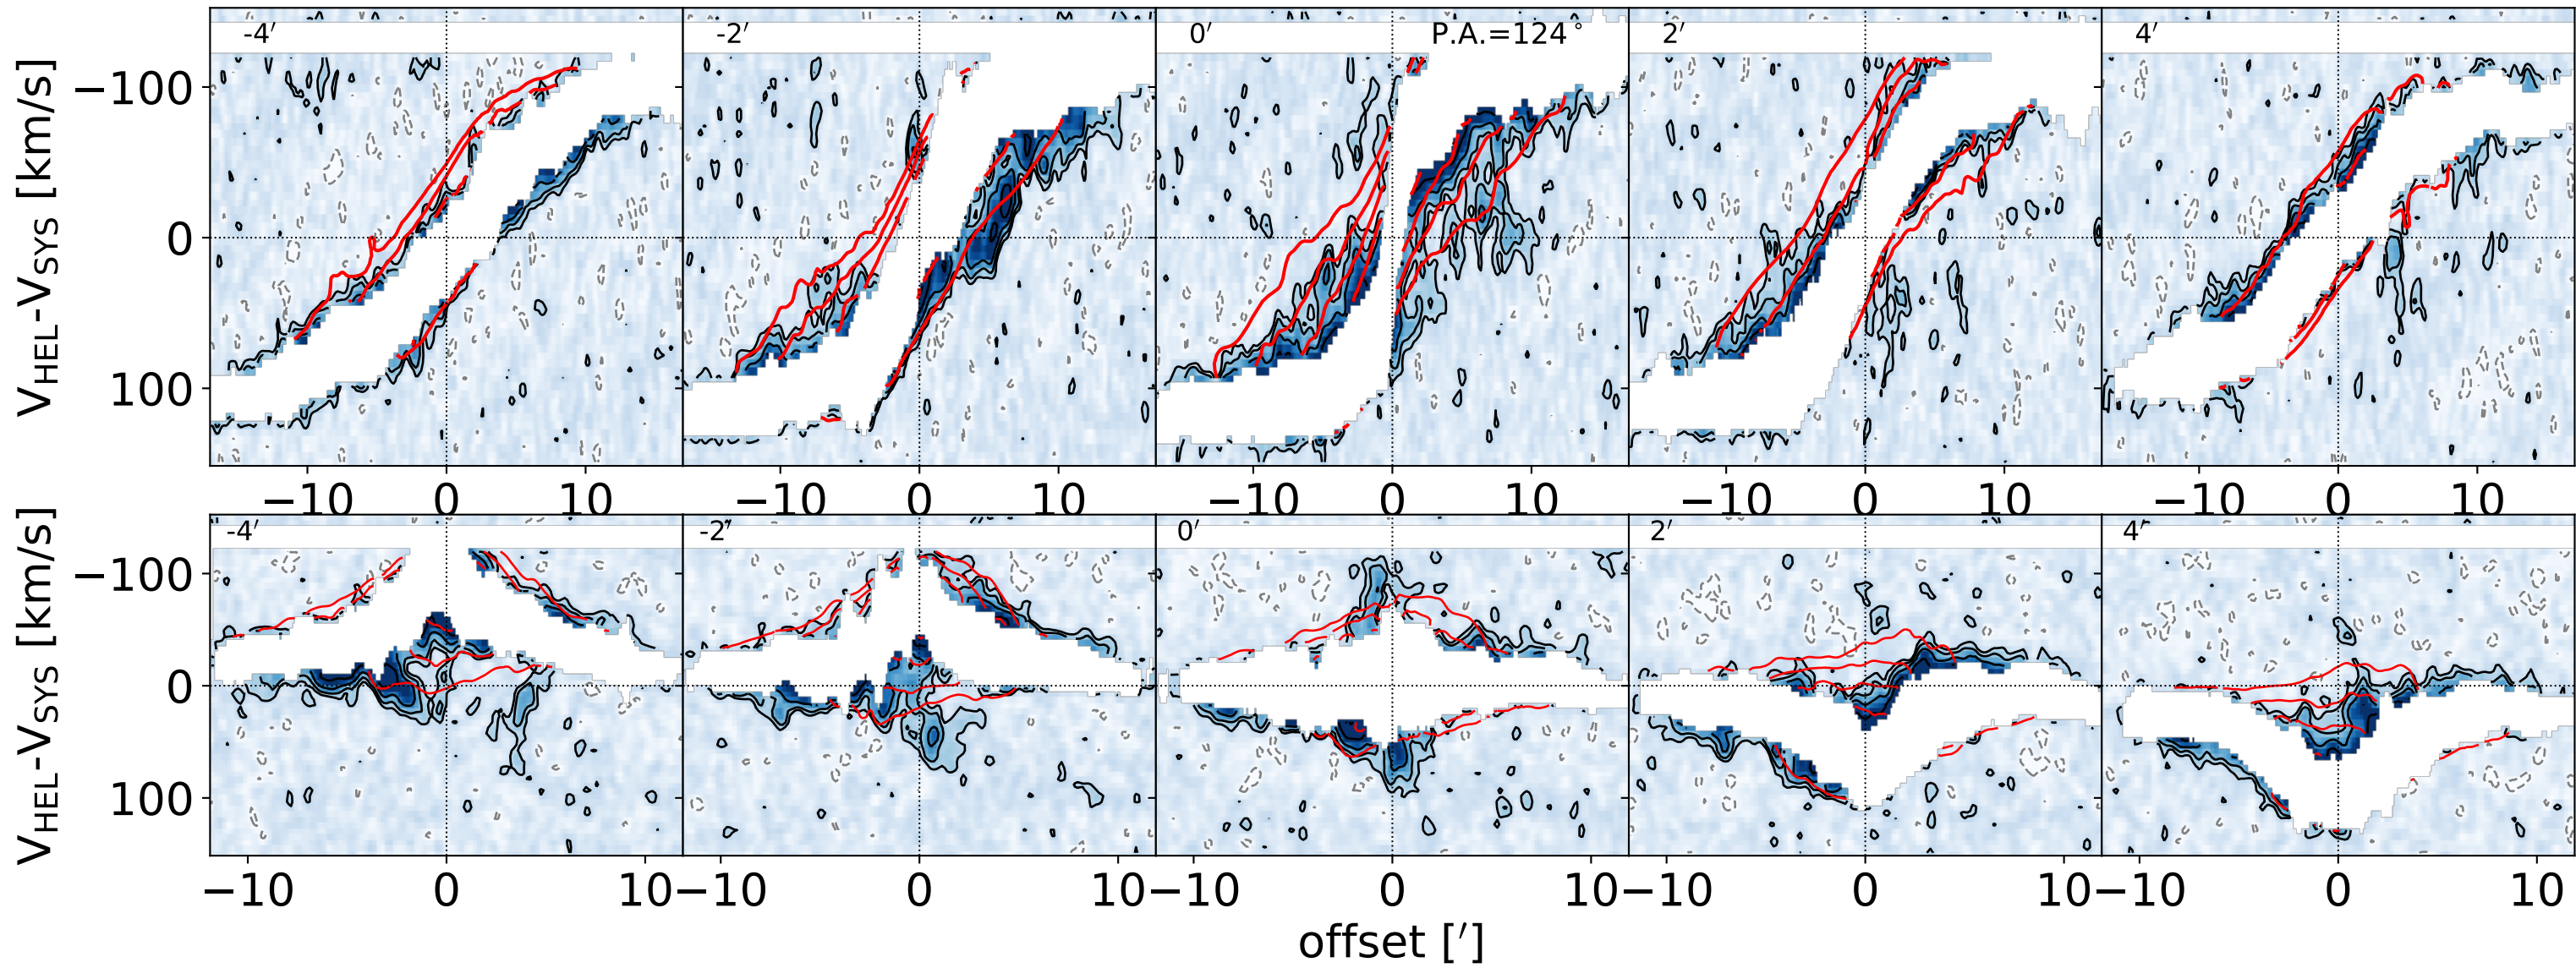 -4′ -2′ 0′ P.A.=124° 2′ 4′
V_HEL-V_SYS [km/s]
−100
0
100
−10 0 10 −10 0 10 −10 0 10 −10 0 10 −10 0 10
-4′ -2′ 0′ 2′ 4′
V_HEL-V_SYS [km/s]
−100
0
100
−10 0 10 −10 0 10 −10 0 10 −10 0 10 −10 0 10
offset [′]